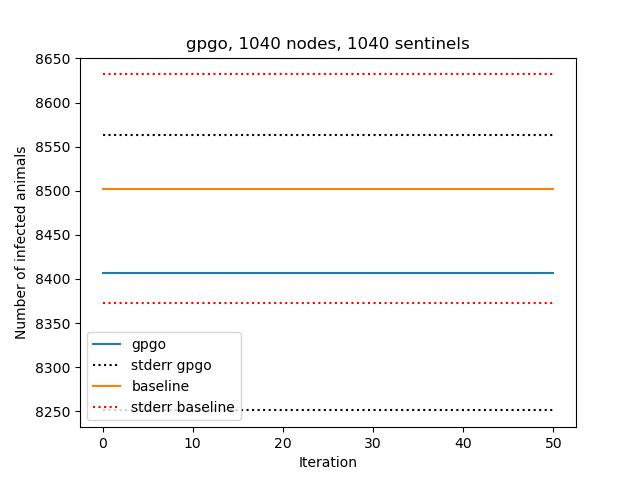 gpgo, 1040 nodes, 1040 sentinels
Number of infected animals
8650
8600
8550
8500
8450
8400
8350
8300
8250
gpgo
stderr gpgo
baseline
stderr baseline
0 10 20 30 40 50
Iteration